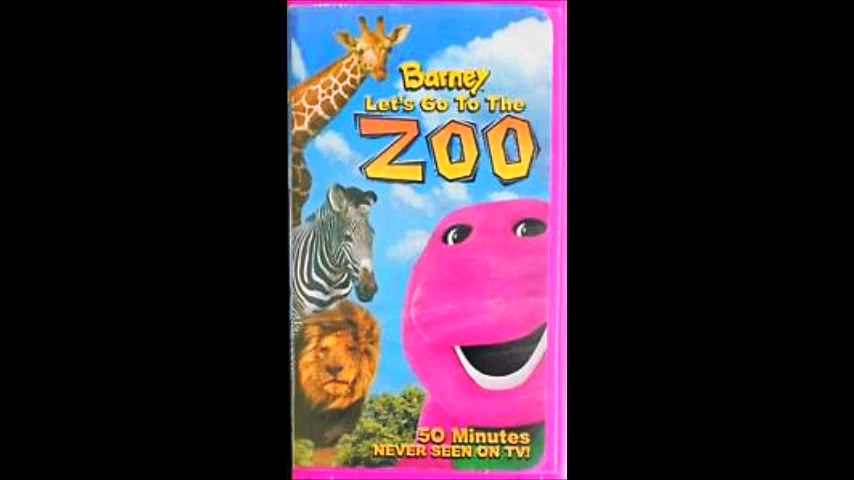 Barney
Let's Go To The
ZOO
50 Minutes
NEVER SEEN ON TV!